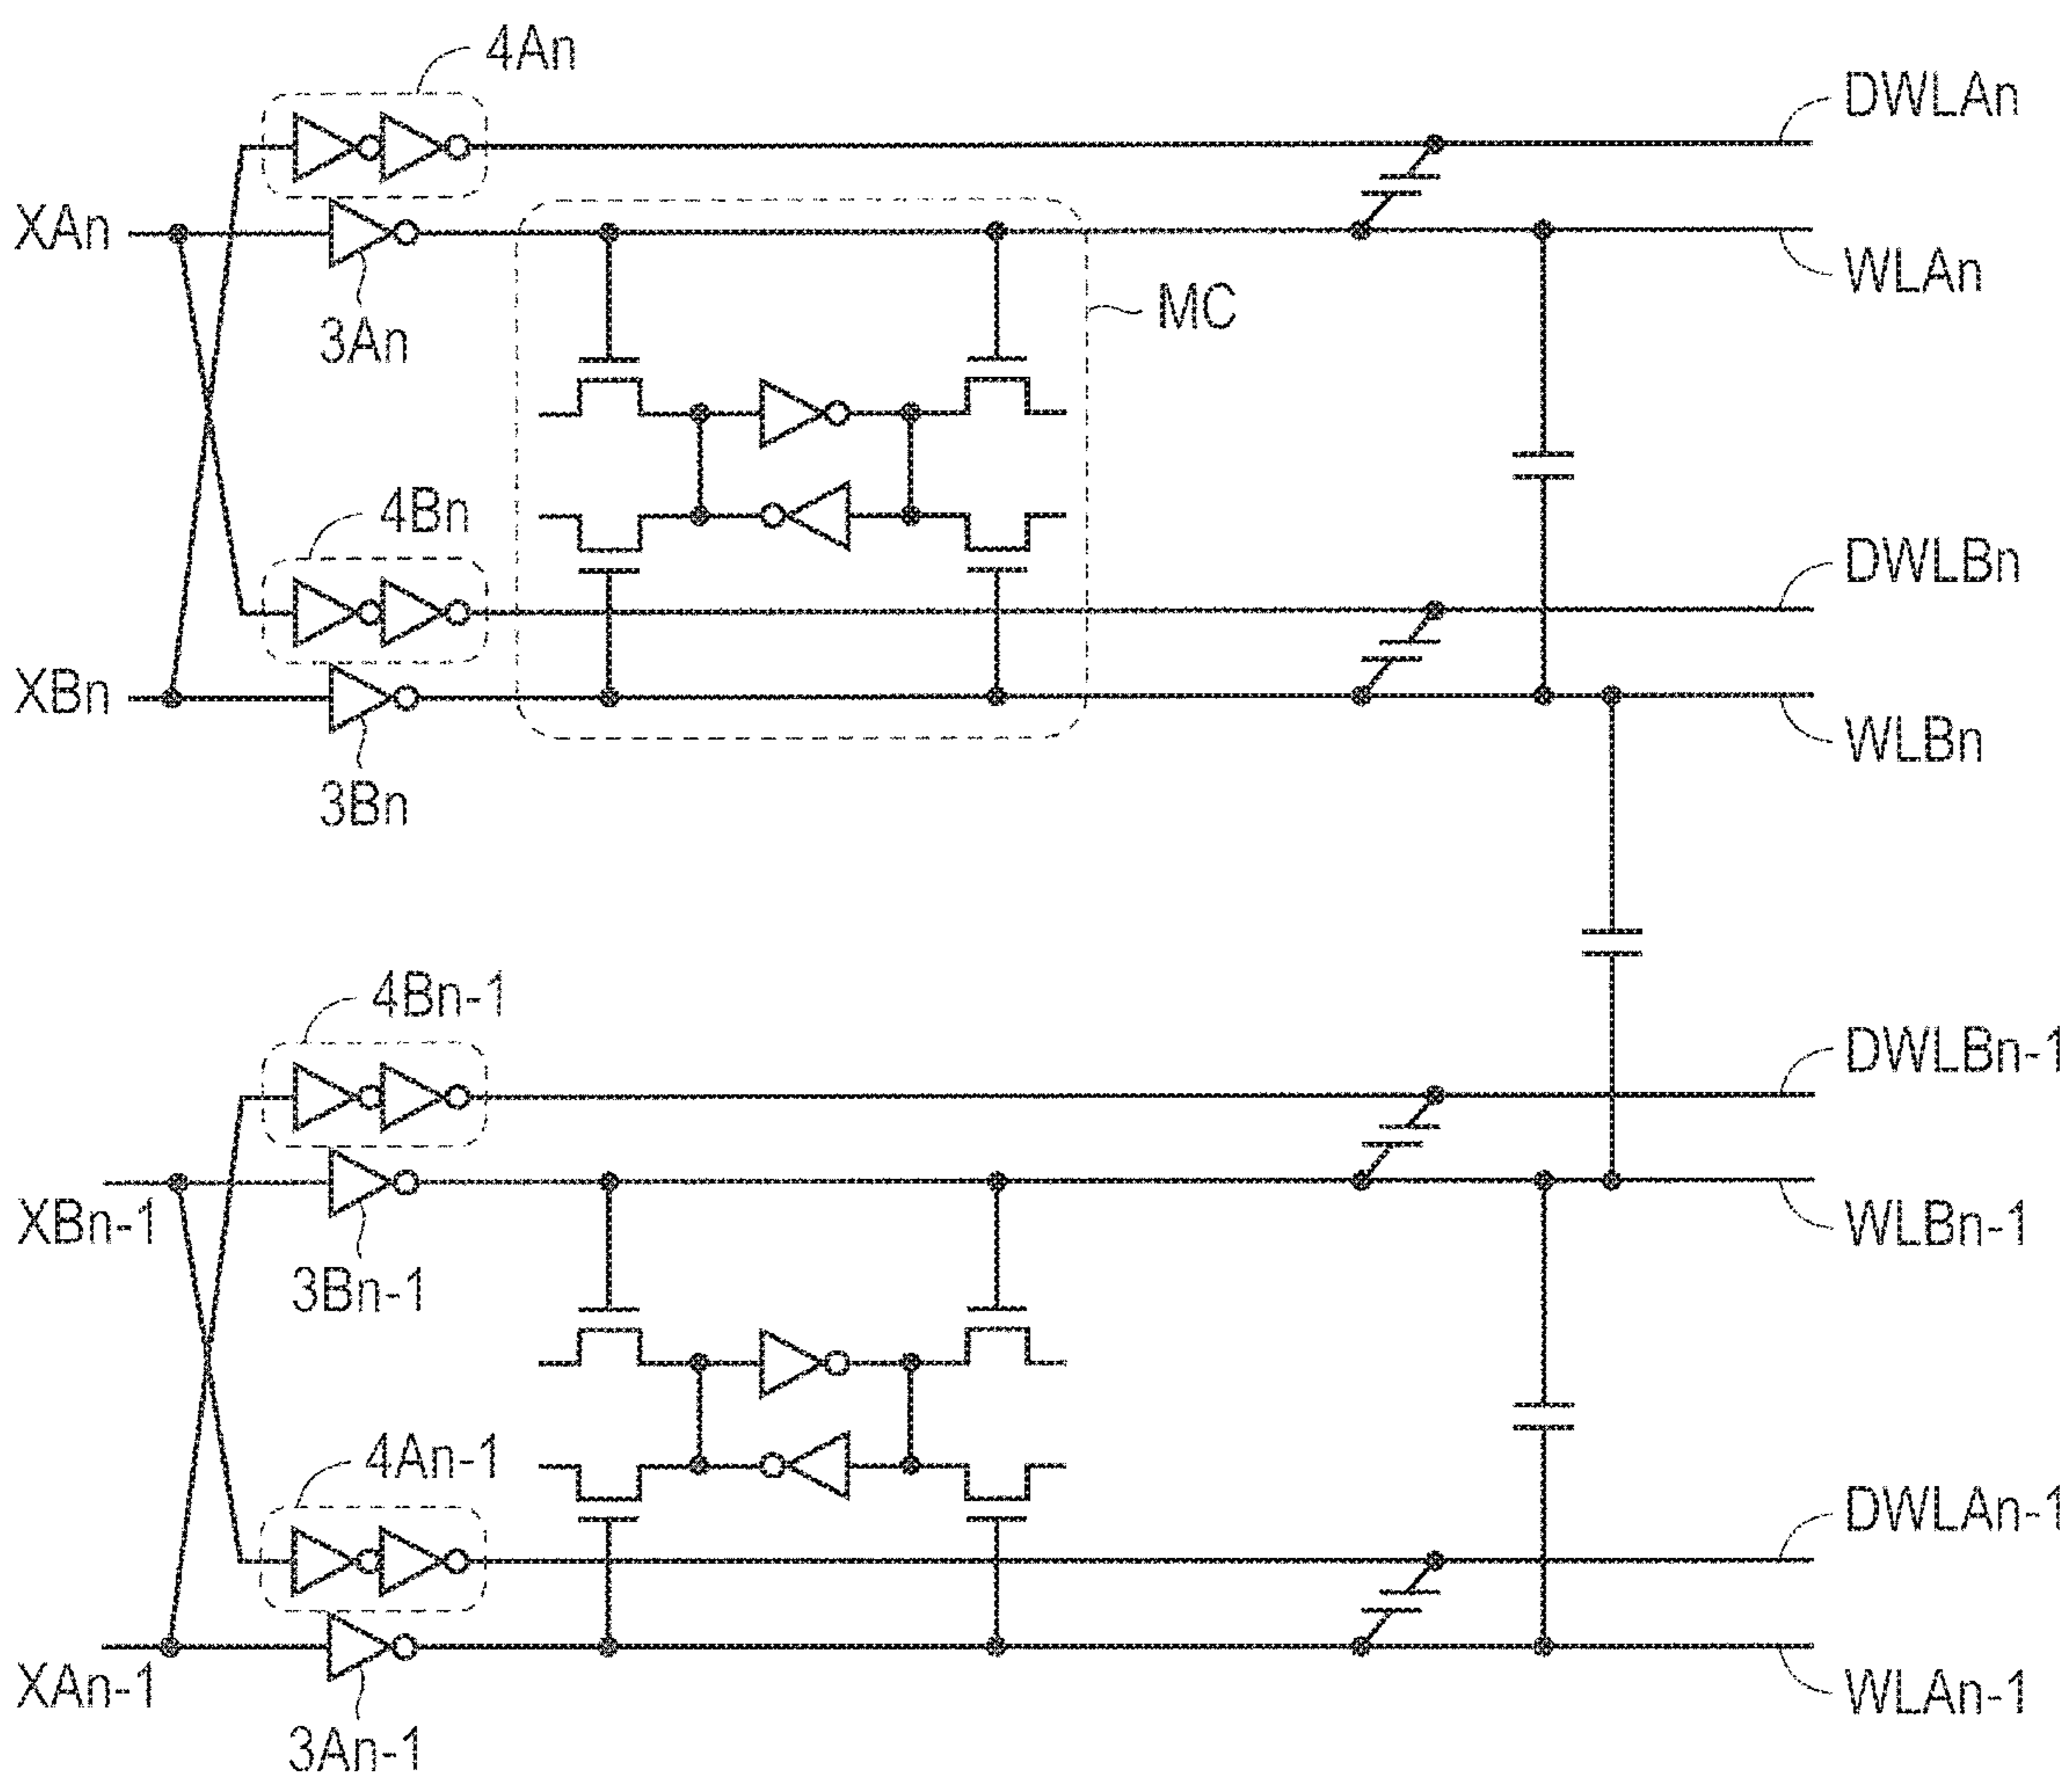 4An
DWLAn
XAn
WLAn
3An
MC
4Bn
DWLBn
XBn
WLBn
3Bn
4Bn-1
DWLBn-1
XBn-1
WLBn-1
3Bn-1
4An-1
DWLAn-1
XAn-1
WLAn-1
3An-1